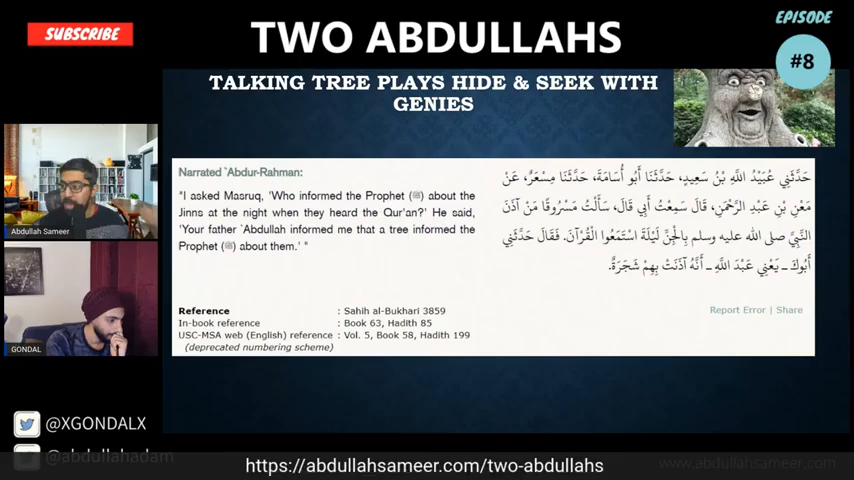 SUBSCRIBE
TWO ABDULLAHS
EPISODE
#8
TALKING TREE PLAYS HIDE & SEEK WITH
GENIES
Narrated `Abdur-Rahman:
"I asked Masruq, 'Who informed the Prophet (ﷺ) about the
Jinns at the night when they heard the Qur'an?' He said,
'Your father `Abdullah informed me that a tree informed the
Prophet (ﷺ) about them.' "
حَدَّثَنِي عُبَيْدُ اللَّهِ بْنُ سَعِيدٍ، حَدَّثَنَا أَبُو أُسَامَةَ، حَدَّثَنَا مِسْعَرٌ، عَنْ
مَعْنِ بْنِ عَبْدِ الرَّحْمَنِ، قَالَ سَمِعْتُ أَبِي قَالَ، سَأَلْتُ مَسْرُوقًا مَنْ آذَنَ
النَّبِيَّ صلى الله عليه وسلم بِالْجِنِّ لَيْلَةَ اسْتَمَعُوا الْقُرْآنَ‏.‏ فَقَالَ حَدَّثَنِي
أَبُوكَ ـ يَعْنِي عَبْدَ اللَّهِ ـ أَنَّهُ آذَنَتْ بِهِمْ شَجَرَةٌ‏.‏
Reference : Sahih al-Bukhari 3859
In-book reference : Book 63, Hadith 85
USC-MSA web (English) reference : Vol. 5, Book 58, Hadith 199
(deprecated numbering scheme)
Report Error | Share
Abdullah Sameer
GONDAL
@XGONDALX
@abdullahadam
https://abdullahsameer.com/two-abdullahs
www.abdullahsameer.com